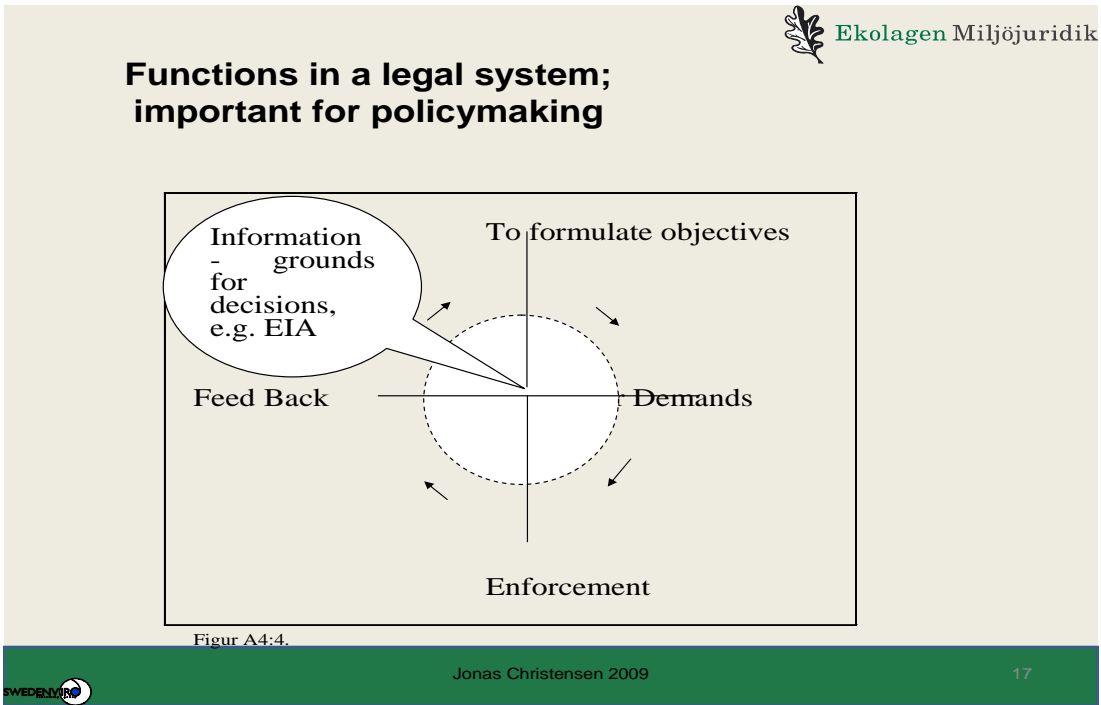 Ekolagen Miljöjuridik
Functions in a legal system;
important for policymaking
Information
- grounds
for
decisions,
e.g. EIA
To formulate objectives
Feed Back
Demands
Enforcement
Figur A4:4.
Jonas Christensen 2009
17
SWEDENVIRO